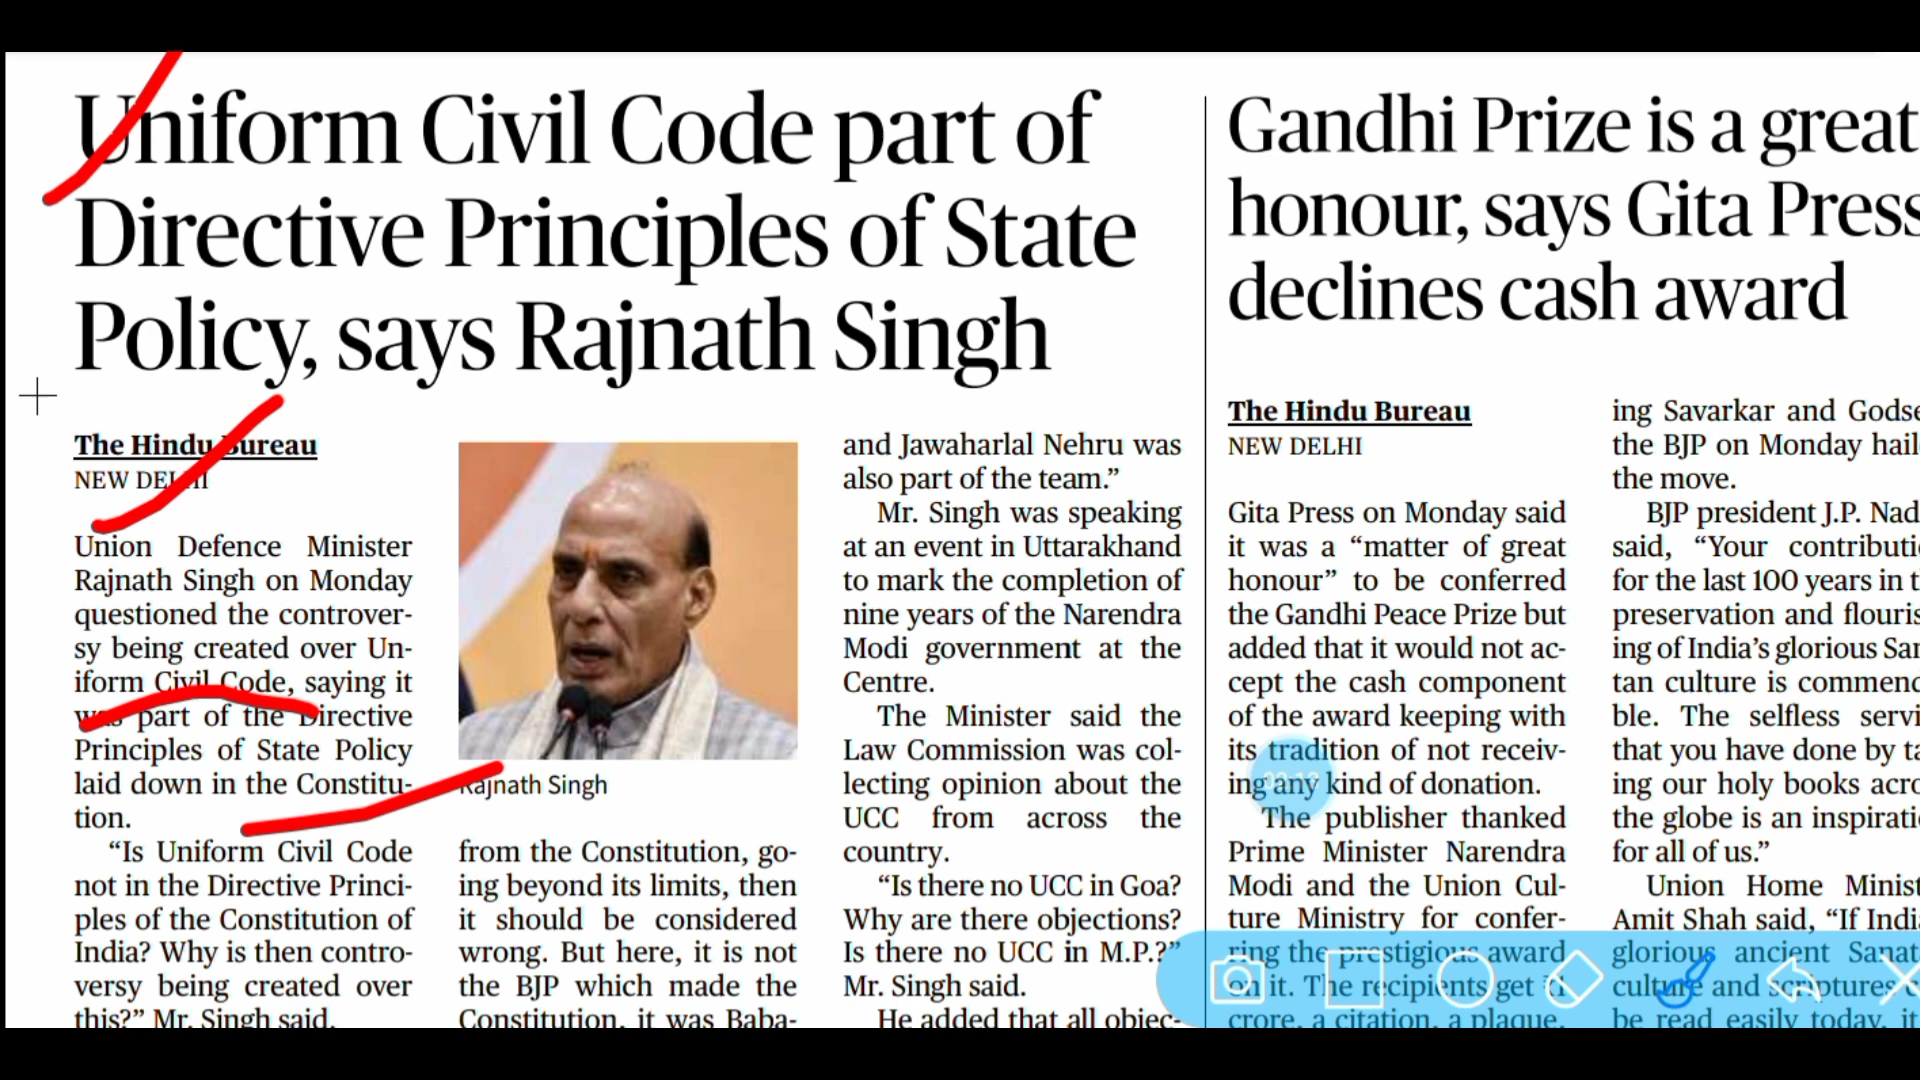 Uniform Civil Code part of
Directive Principles of State
Policy, says Rajnath Singh
The Hindu Bureau
NEW DELHI
Union Defence Minister
Rajnath Singh on Monday
questioned the controver-
sy being created over Un-
iform Civil Code, saying it
was part of the Directive
Principles of State Policy
laid down in the Constitu-
tion.
“Is Uniform Civil Code
not in the Directive Princi-
ples of the Constitution of
India? Why is then contro-
versy being created over
this?” Mr. Singh said.
Rajnath Singh
from the Constitution, go-
ing beyond its limits, then
it should be considered
wrong. But here, it is not
the BJP which made the
Constitution, it was Baba-
and Jawaharlal Nehru was
also part of the team.”
Mr. Singh was speaking
at an event in Uttarakhand
to mark the completion of
nine years of the Narendra
Modi government at the
Centre.
The Minister said the
Law Commission was col-
lecting opinion about the
UCC from across the
country.
“Is there no UCC in Goa?
Why are there objections?
Is there no UCC in M.P.?”
Mr. Singh said.
He added that all objec-
Gandhi Prize is a great
honour, says Gita Press
declines cash award
The Hindu Bureau
NEW DELHI
Gita Press on Monday said
it was a “matter of great
honour” to be conferred
the Gandhi Peace Prize but
added that it would not ac-
cept the cash component
of the award keeping with
its tradition of not receiv-
ing any kind of donation.
The publisher thanked
Prime Minister Narendra
Modi and the Union Cul-
ture Ministry for confer-
ring the prestigious award
on it. The recipients get ₹1
crore, a citation, a plaque,
ing Savarkar and Godse
the BJP on Monday hail
the move.
BJP president J.P. Nad
said, “Your contributi
for the last 100 years in t
preservation and flouris
ing of India’s glorious San
tan culture is commend
ble. The selfless servi
that you have done by ta
ing our holy books acro
the globe is an inspirati
for all of us.”
Union Home Minist
Amit Shah said, “If Indi
glorious ancient Sanat
culture and scriptures
be read easily today, it